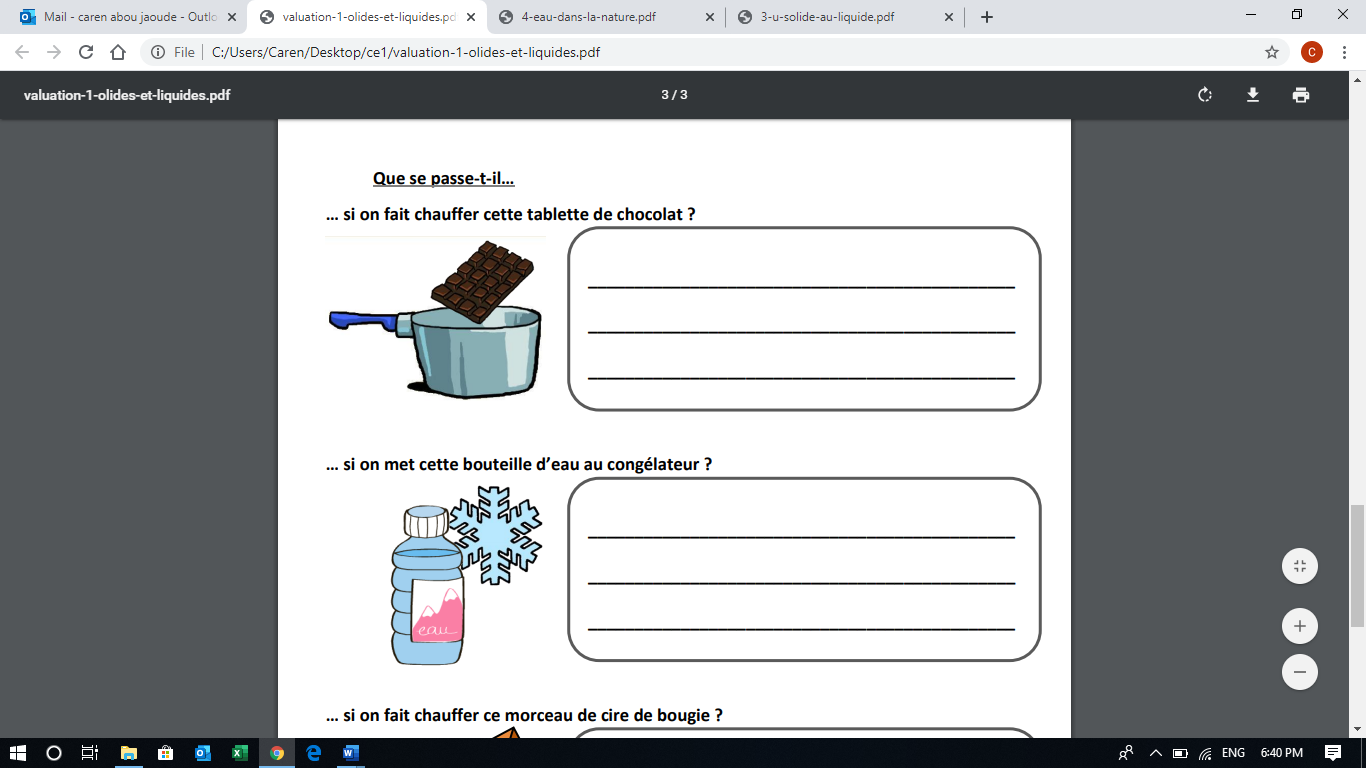 Mail - caren abou jaoude - Outlo
valuation-1-olides-et-liquides.pd
4-eau-dans-la-nature.pdf
3-u-solide-au-liquide.pdf
File
C:/Users/Caren/Desktop/ce1/valuation-1-olides-et-liquides.pdf
C
valuation-1-olides-et-liquides.pdf
3 / 3
Que se passe-t-il…
… si on fait chauffer cette tablette de chocolat ?
… si on met cette bouteille d’eau au congélateur ?
eau
… si on fait chauffer ce morceau de cire de bougie ?
ENG
6:40 PM